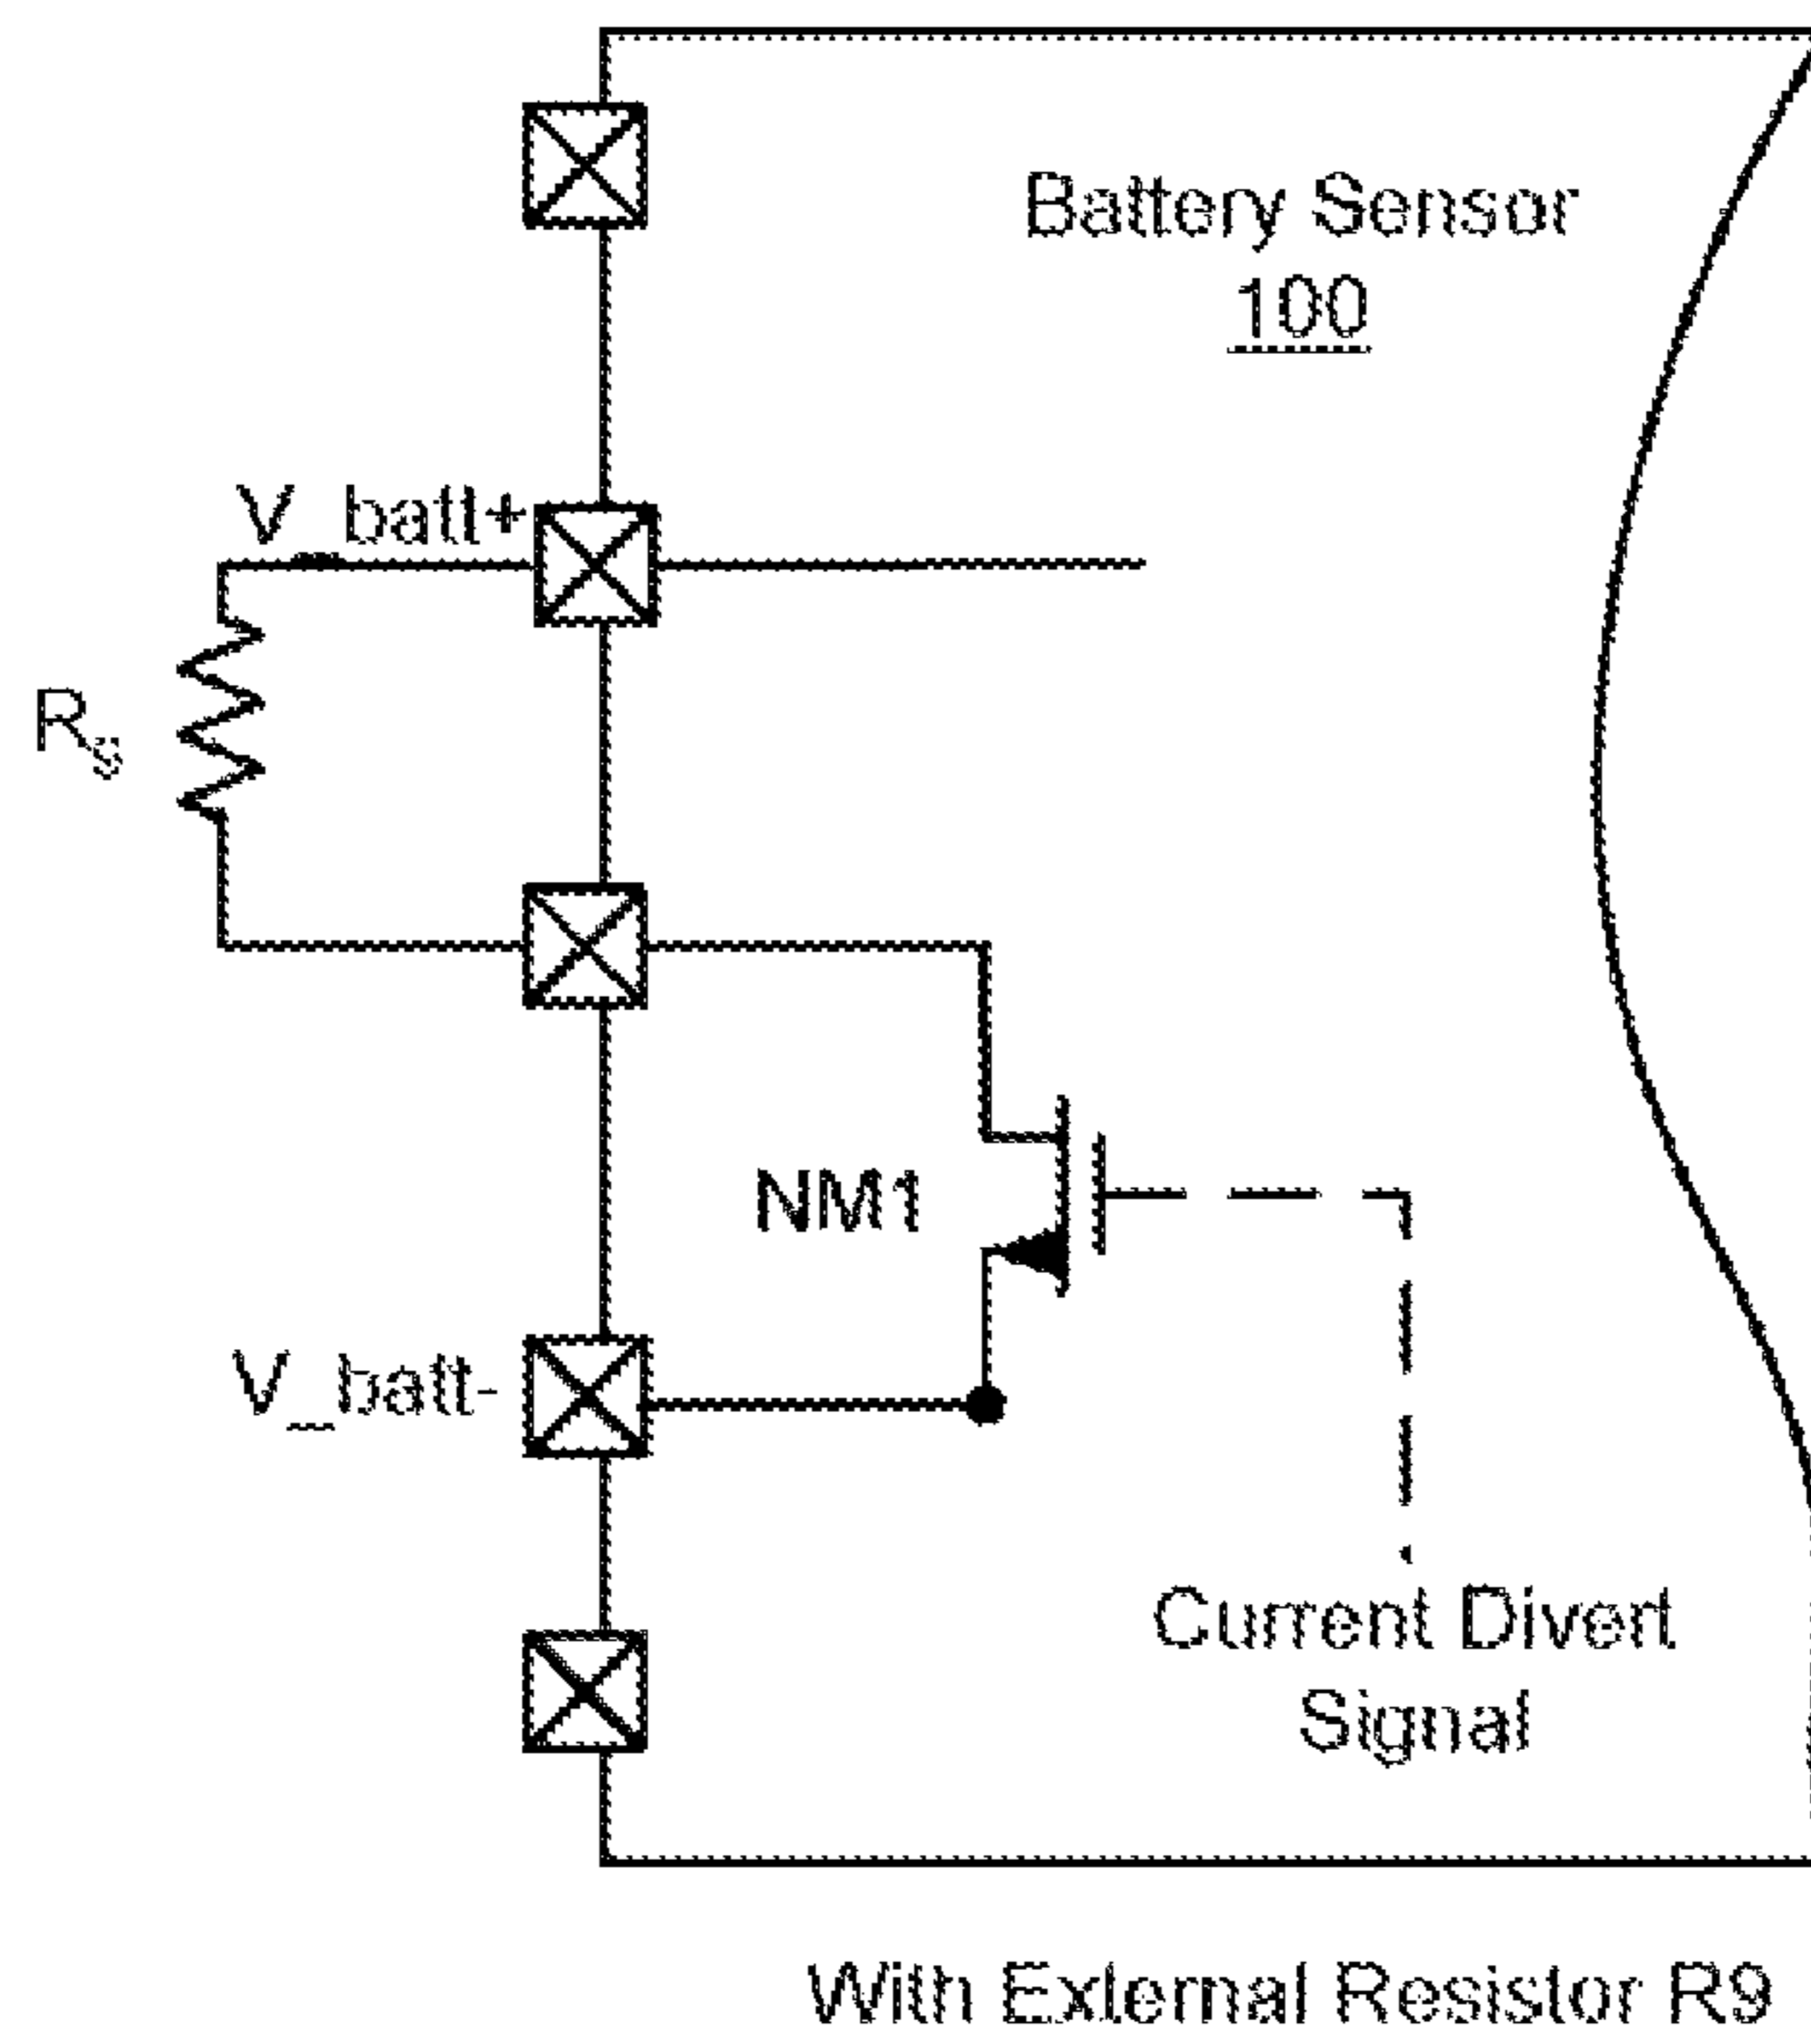 Battery Sensor
100
V_batt+
Rs
NM1
V_batt-
Current Divert
Signal
With External Resistor R9